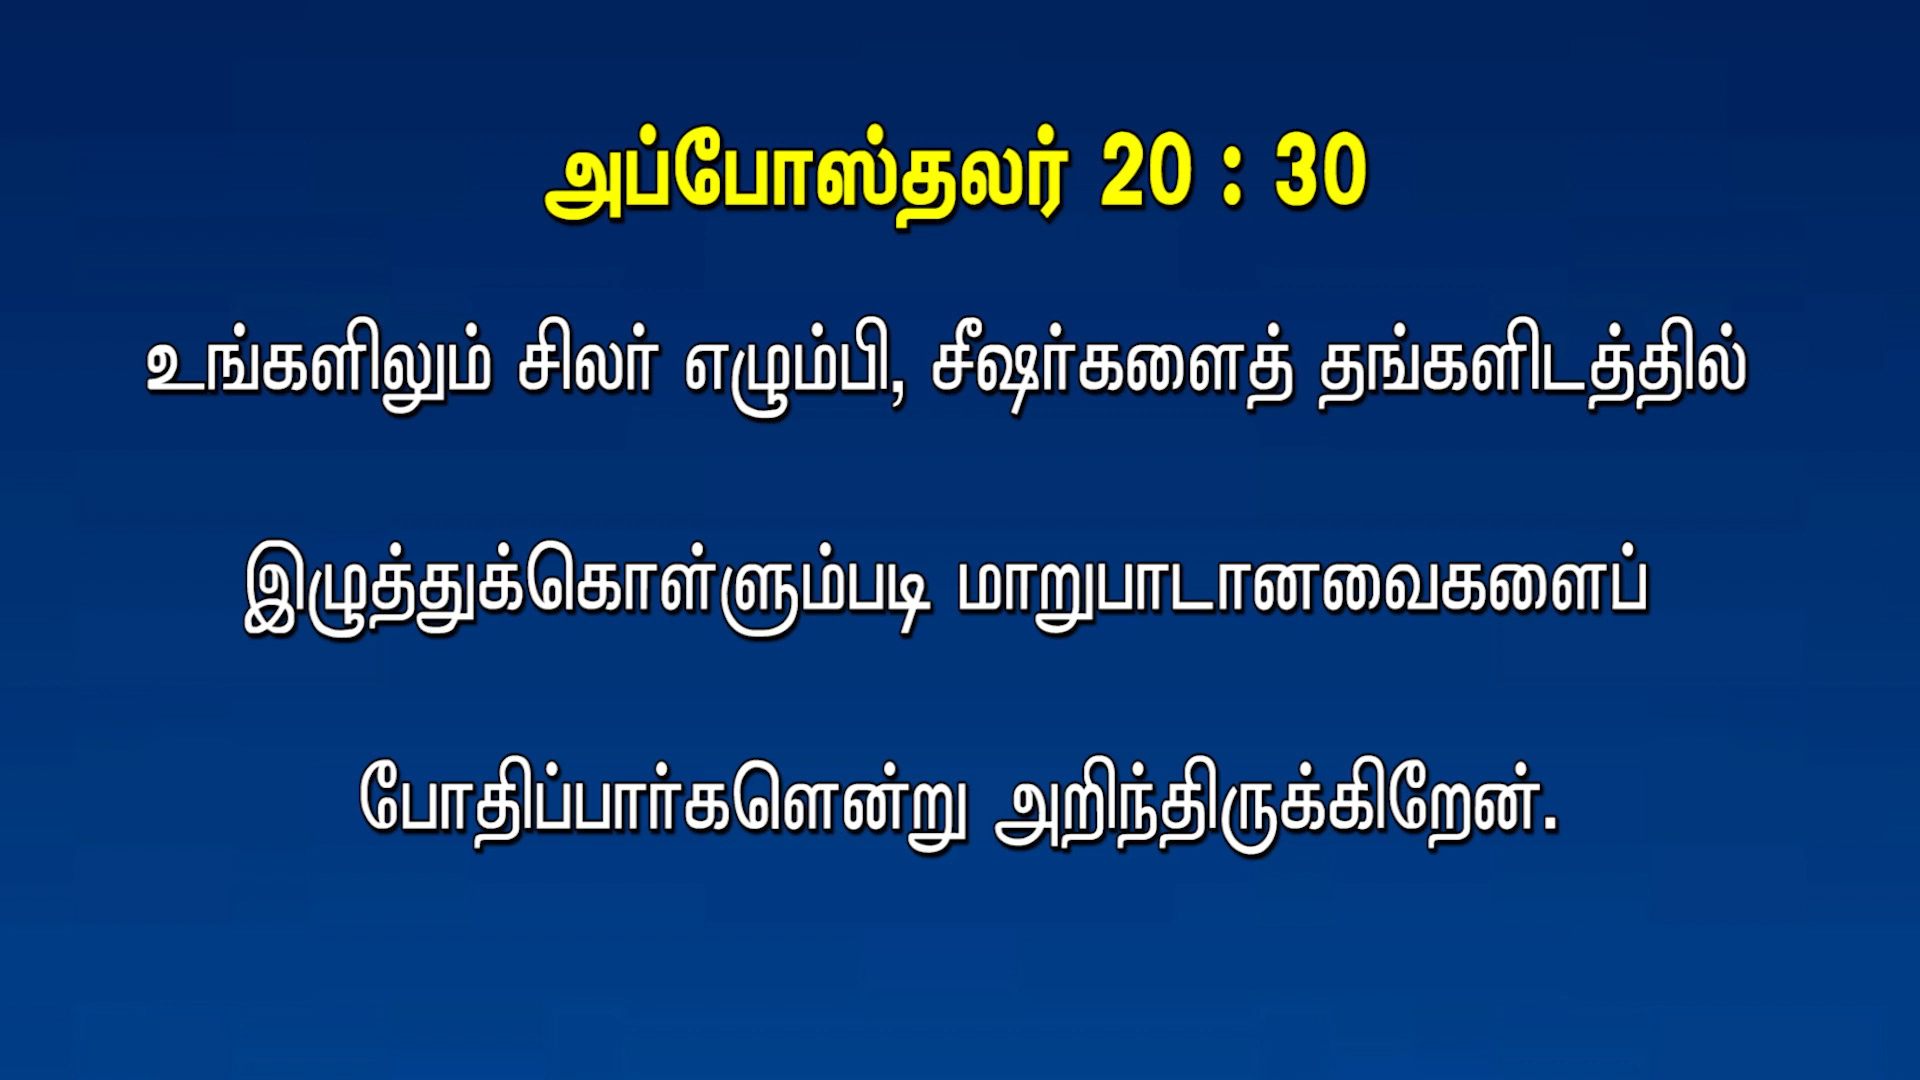 அப்போஸ்தலர் 20 : 30
உங்களிலும் சிலர் எழும்பி, சீஷர்களைத் தங்களிடத்தில்
இழுத்துக்கொள்ளும்படி மாறுபாடானவைகளைப்
போதிப்பார்களென்று அறிந்திருக்கிறேன்.